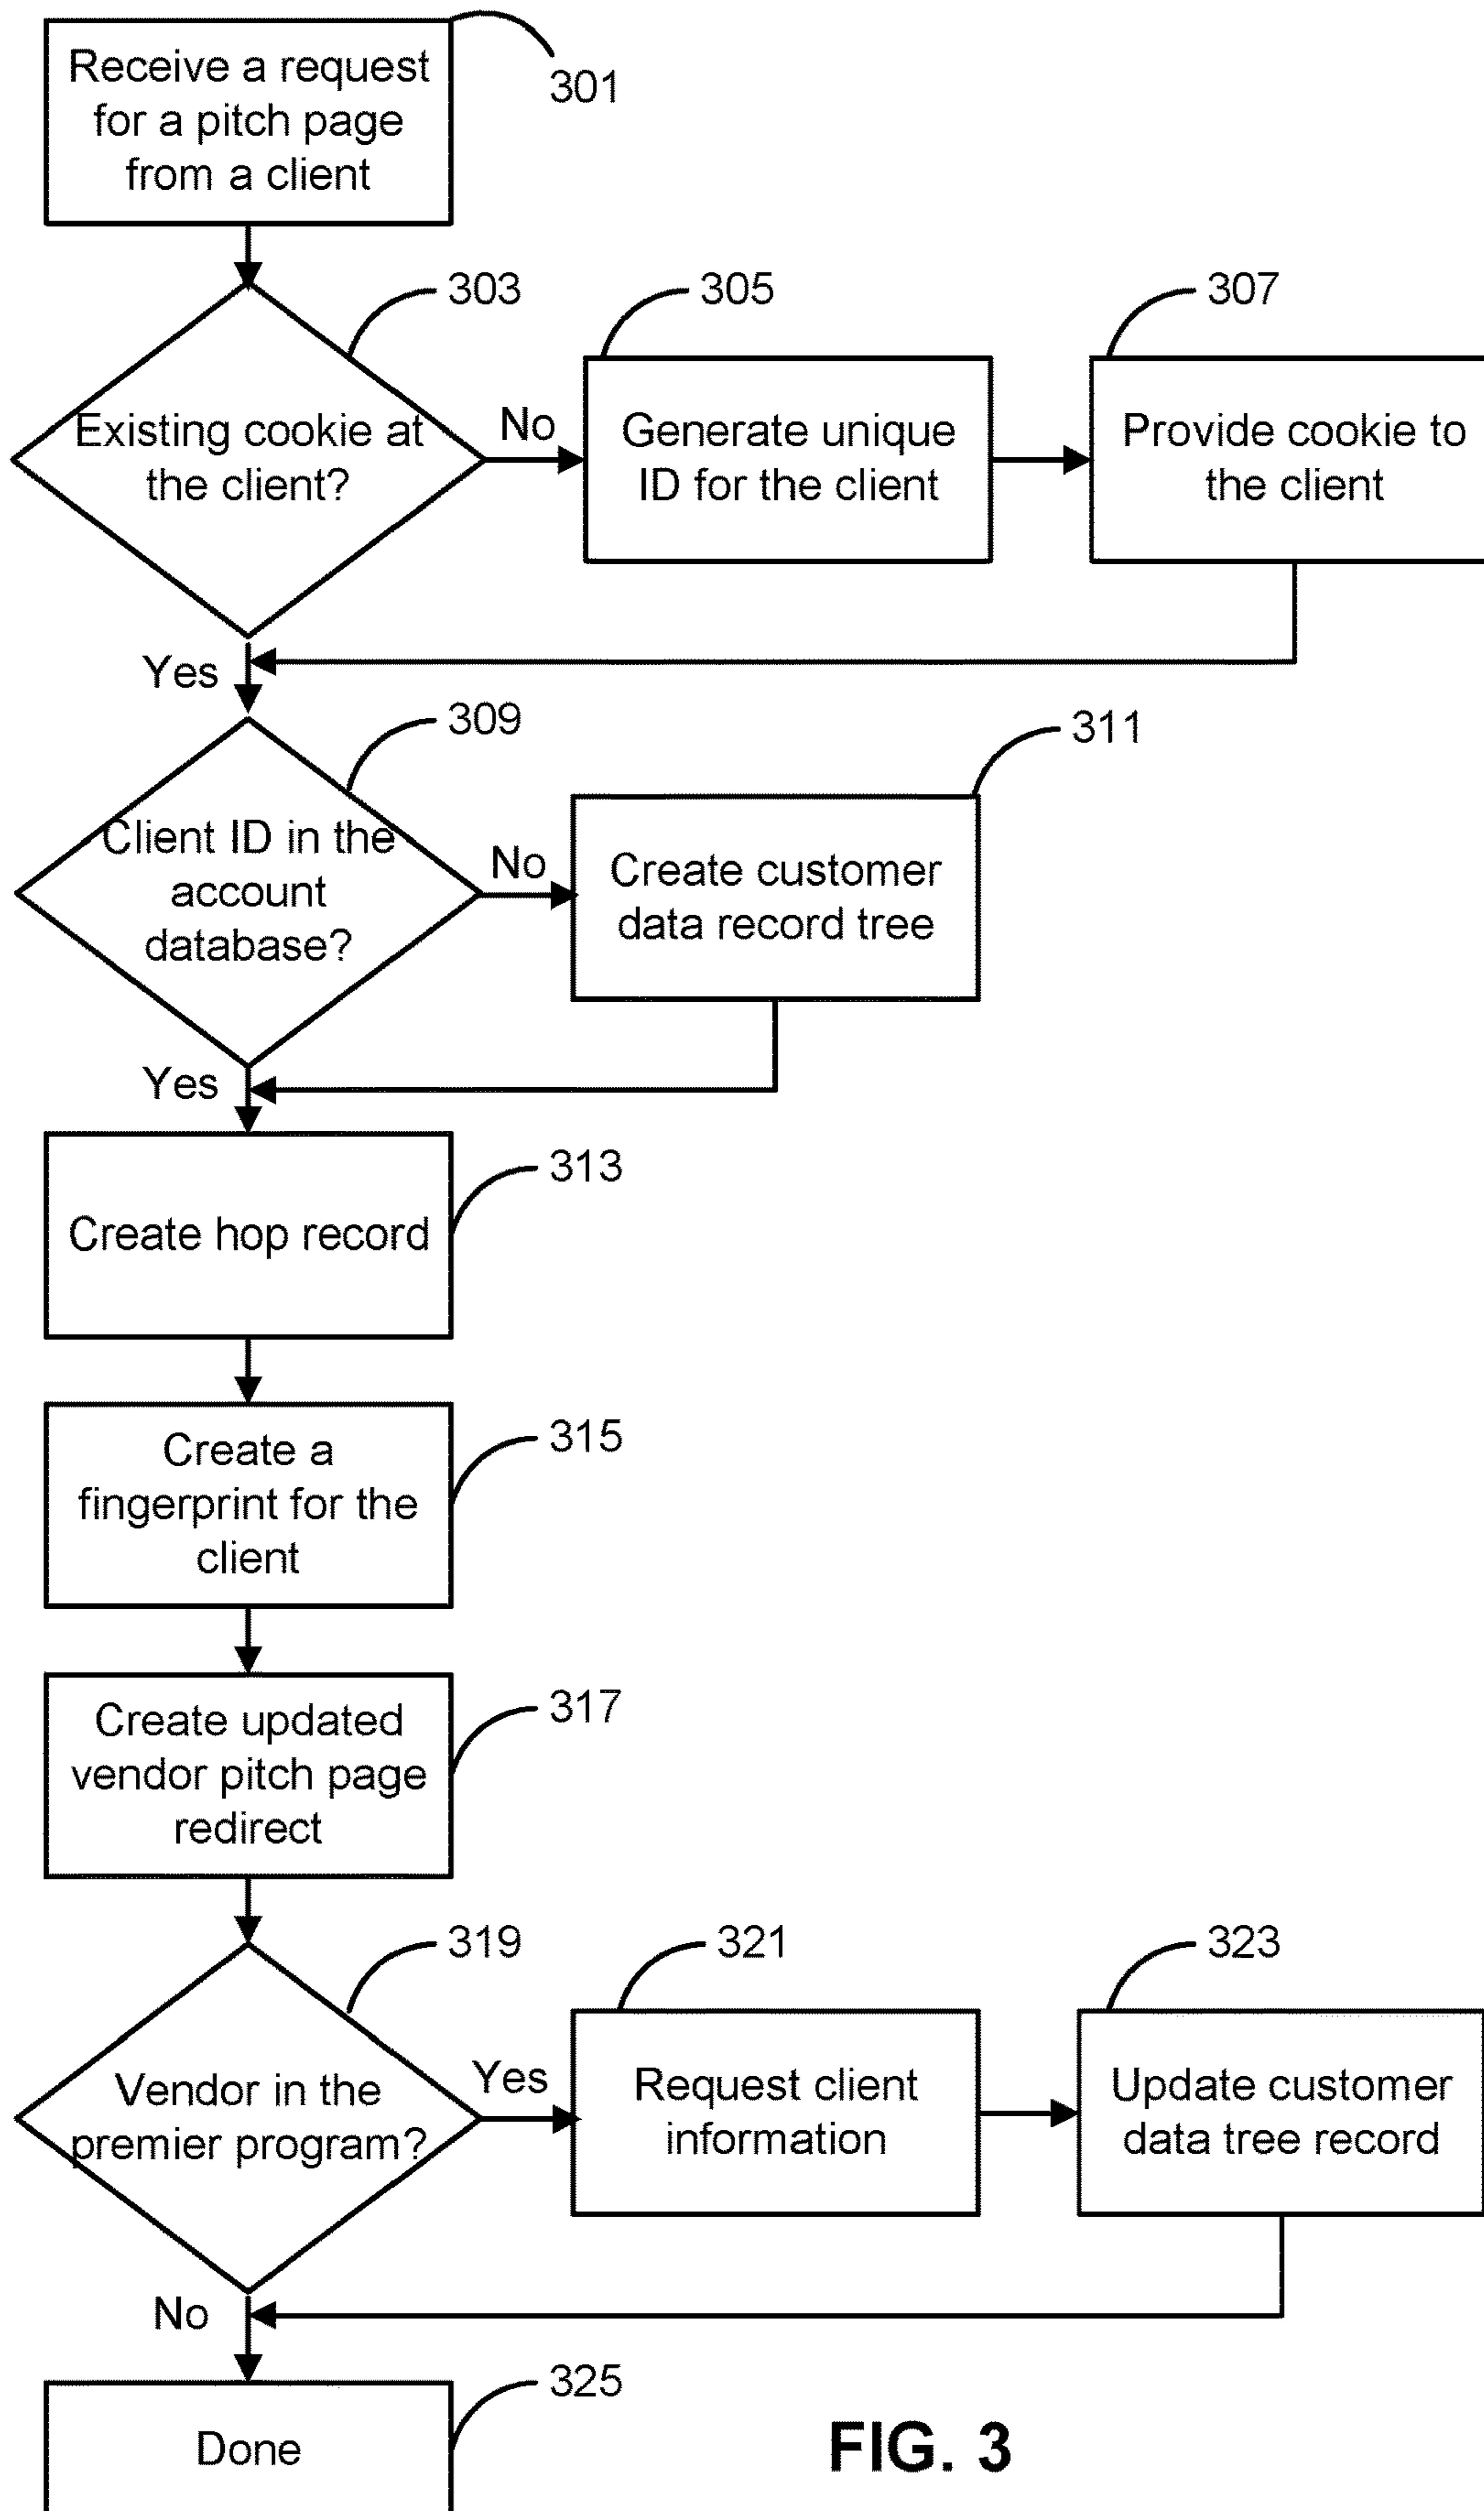 Receive a request
for a pitch page
from a client
301
303
305
307
Existing cookie at
the client?
No
Generate unique
ID for the client
Provide cookie to
the client
Yes
309
311
Client ID in the
account
database?
No
Create customer
data record tree
Yes
313
Create hop record
315
Create a
fingerprint for the
client
317
Create updated
vendor pitch page
redirect
319
321
323
Vendor in the
premier program?
Yes
Request client
information
Update customer
data tree record
No
325
Done
FIG. 3